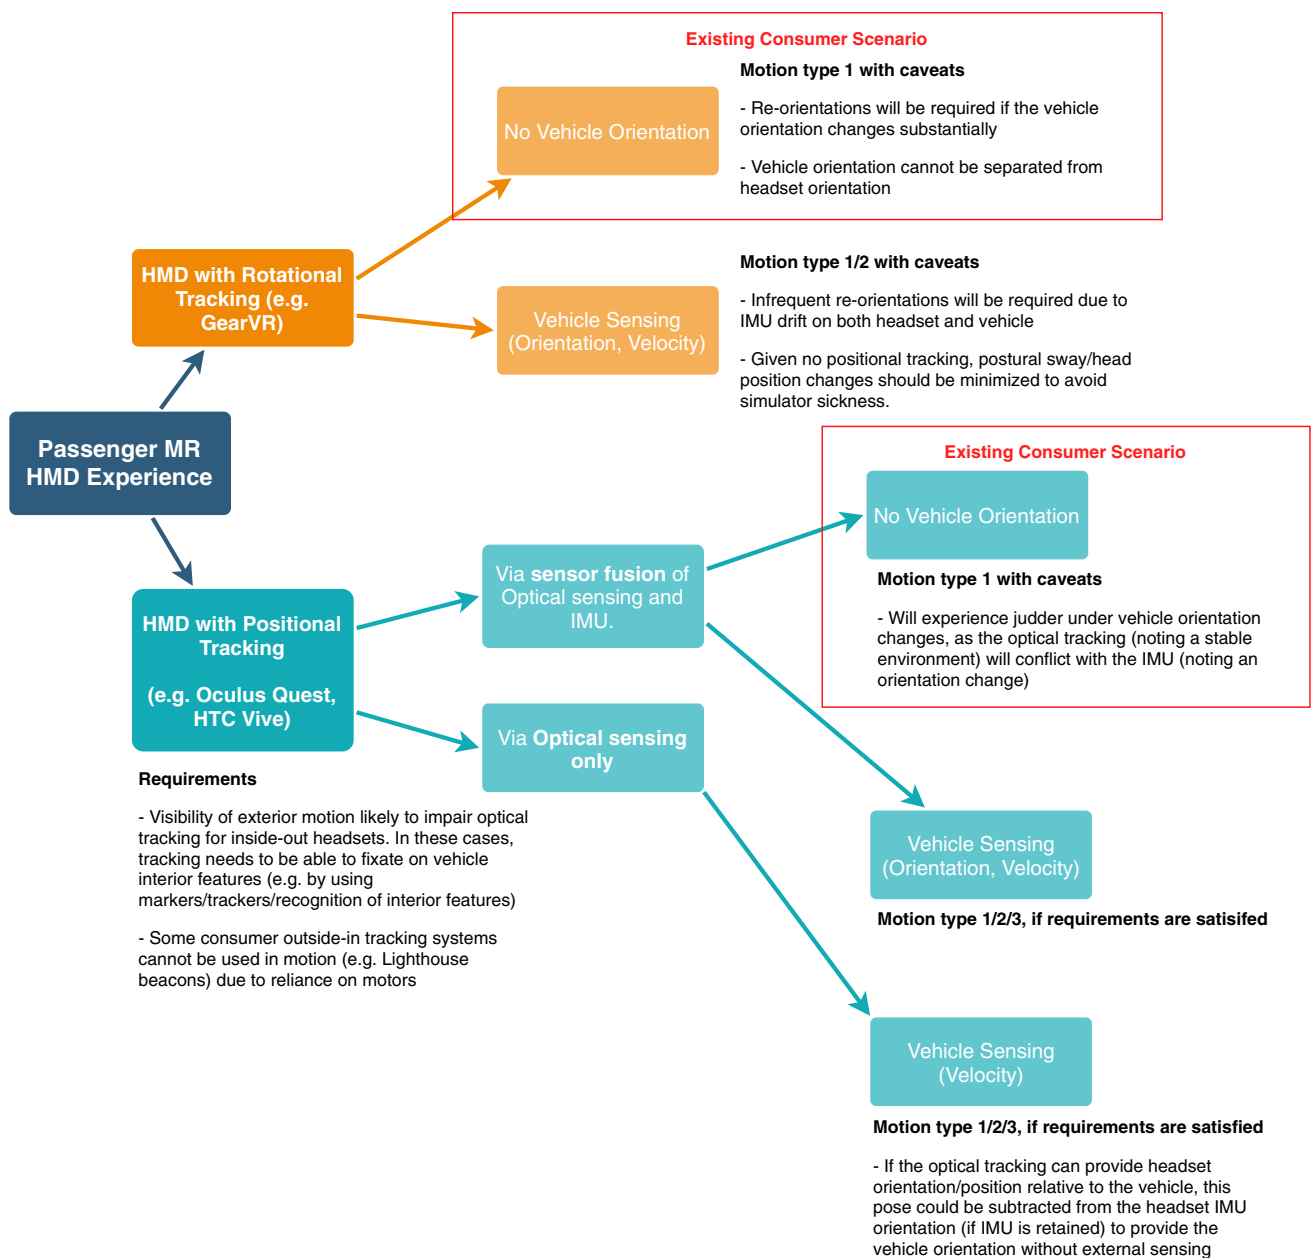 Existing Consumer Scenario
No Vehicle Orientation
Motion type 1 with caveats
- Re-orientations will be required if the vehicle
orientation changes substantially
- Vehicle orientation cannot be separated from
headset orientation
HMD with Rotational
Tracking (e.g.
GearVR)
Vehicle Sensing
(Orientation, Velocity)
Motion type 1/2 with caveats
- Infrequent re-orientations will be required due to
IMU drift on both headset and vehicle
- Given no positional tracking, postural sway/head
position changes should be minimized to avoid
simulator sickness.
Passenger MR
HMD Experience
Existing Consumer Scenario
No Vehicle Orientation
Motion type 1 with caveats
- Will experience judder under vehicle orientation
changes, as the optical tracking (noting a stable
environment) will conflict with the IMU (noting an
orientation change)
Via sensor fusion of
Optical sensing and
IMU.
HMD with Positional
Tracking
(e.g. Oculus Quest,
HTC Vive)
Via Optical sensing
only
Requirements
- Visibility of exterior motion likely to impair optical
tracking for inside-out headsets. In these cases,
tracking needs to be able to fixate on vehicle
interior features (e.g. by using
markers/trackers/recognition of interior features)
- Some consumer outside-in tracking systems
cannot be used in motion (e.g. Lighthouse
beacons) due to reliance on motors
Vehicle Sensing
(Orientation, Velocity)
Motion type 1/2/3, if requirements are satisifed
Vehicle Sensing
(Velocity)
Motion type 1/2/3, if requirements are satisfied
- If the optical tracking can provide headset
orientation/position relative to the vehicle, this
pose could be subtracted from the headset IMU
orientation (if IMU is retained) to provide the
vehicle orientation without external sensing